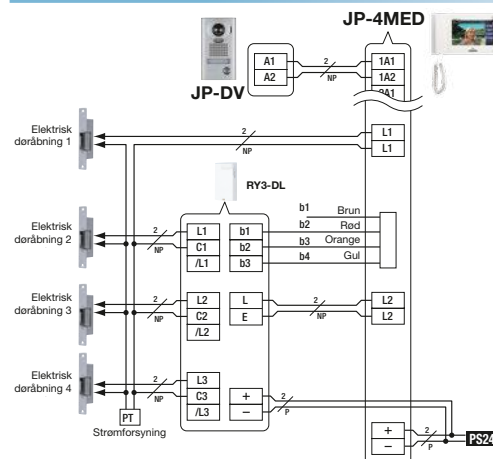 JP-4MED
JP-DV
A1
A2
2
NP
1A1
1A2
2A1
Elektrisk
døråbning 1
2
NP
L1
L1
RY3-DL
Elektrisk
døråbning 2
2
NP
L1
C1
/L1
b1
b2
b3
b1 Brun
b2 Rød
b3 Orange
b4 Gul
Elektrisk
døråbning 3
2
NP
L2
C2
/L2
L
E
2
NP
L2
L2
Elektrisk
døråbning 4
2
NP
L3
C3
/L3
+
−
2
P
PT
Strømforsyning
+
−
2
P
PS24